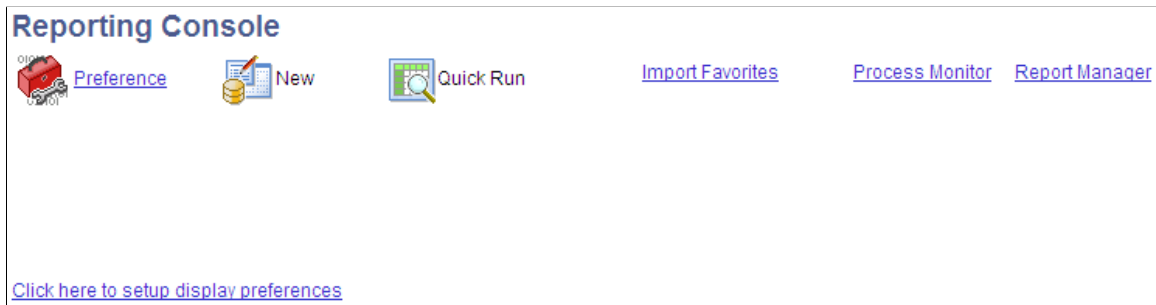 Reporting Console
Preference New Quick Run Import Favorites Process Monitor Report Manager
Click here to setup display preferences